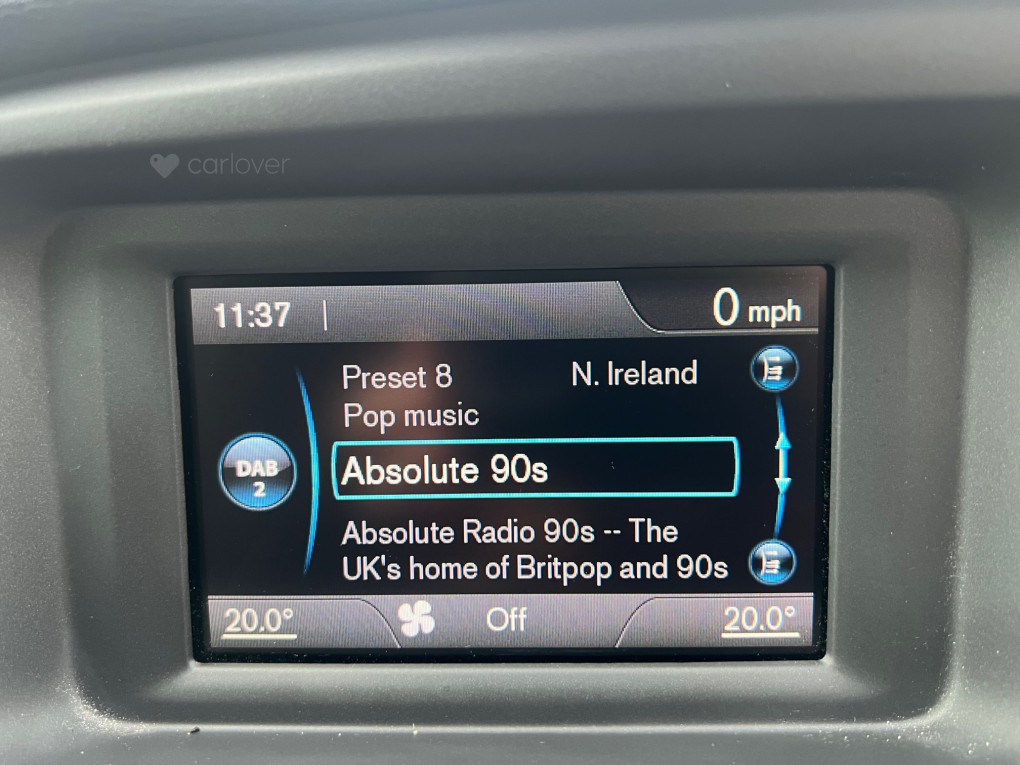 carlover
11:37
0 mph
Preset 8 N. Ireland
Pop music
DAB
2
Absolute 90s
Absolute Radio 90s -- The
UK's home of Britpop and 90s
20.0° Off 20.0°